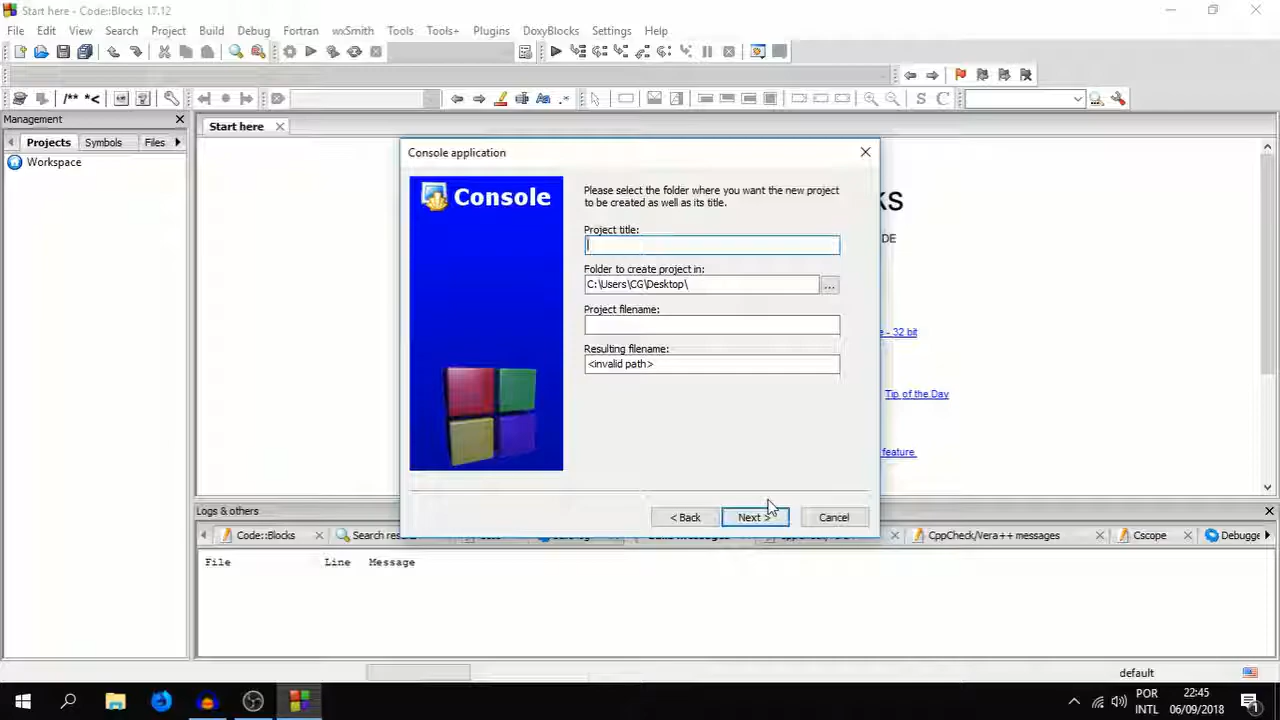 Start here - Code::Blocks 17.12
File Edit View Search Project Build Debug Fortran wxSmith Tools Tools+ Plugins DoxyBlocks Settings Help
/** *<
S C
Management
Projects Symbols Files
Workspace
Start here
Console application
Console
Please select the folder where you want the new project
to be created as well as its title.
Project title:
Folder to create project in:
C:\Users\CG\Desktop\
...
Project filename:
Resulting filename:
<invalid path>
< Back Next > Cancel
KS
DE
e - 32 bit
Tip of the Day
feature
Logs & others
Code::Blocks Search resu CppCheck/Vera++ messages Cscope Debugge
File Line Message
default
POR
INTL
22:45
06/09/2018
1